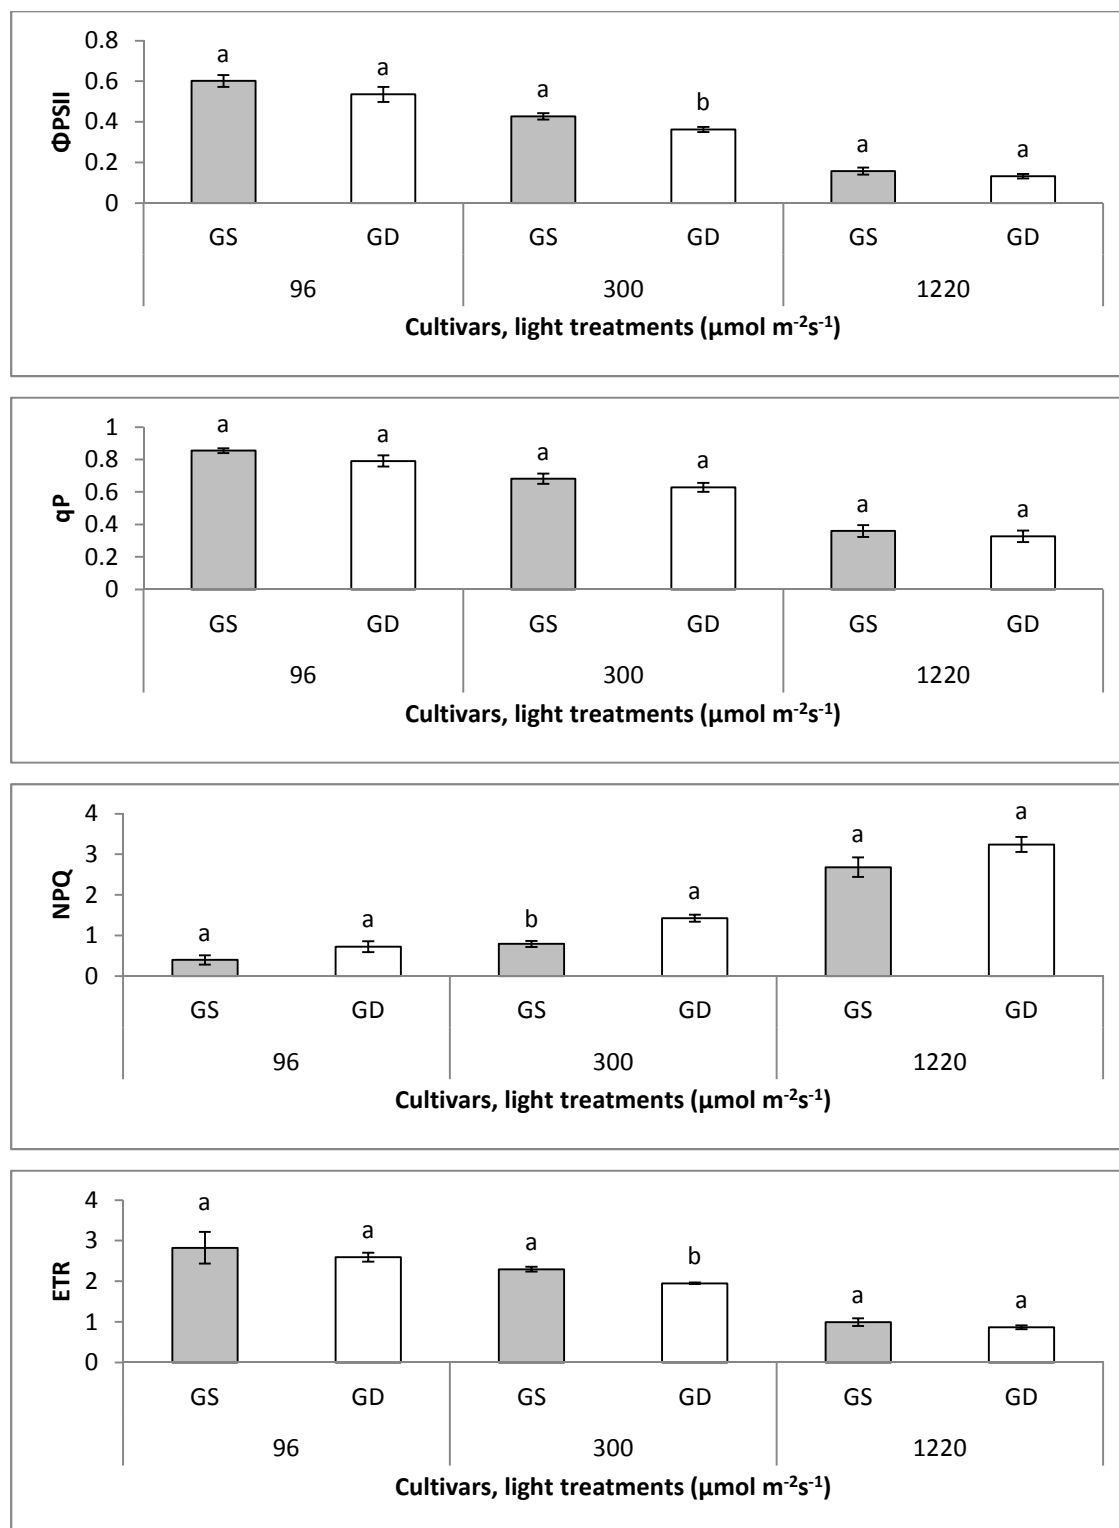 0.8
0.6
0.4
0.2
0
ΦPSII
a a a b a a
GS GD GS GD GS GD
96 300 1220
Cultivars, light treatments (µmol m⁻²s⁻¹)
1
0.8
0.6
0.4
0.2
0
qP
a a a a a a
GS GD GS GD GS GD
96 300 1220
Cultivars, light treatments (µmol m⁻²s⁻¹)
4
3
2
1
0
NPQ
a a b a a a
GS GD GS GD GS GD
96 300 1220
Cultivars, light treatments (µmol m⁻²s⁻¹)
4
3
2
1
0
ETR
a a a b a a
GS GD GS GD GS GD
96 300 1220
Cultivars, light treatments (µmol m⁻²s⁻¹)